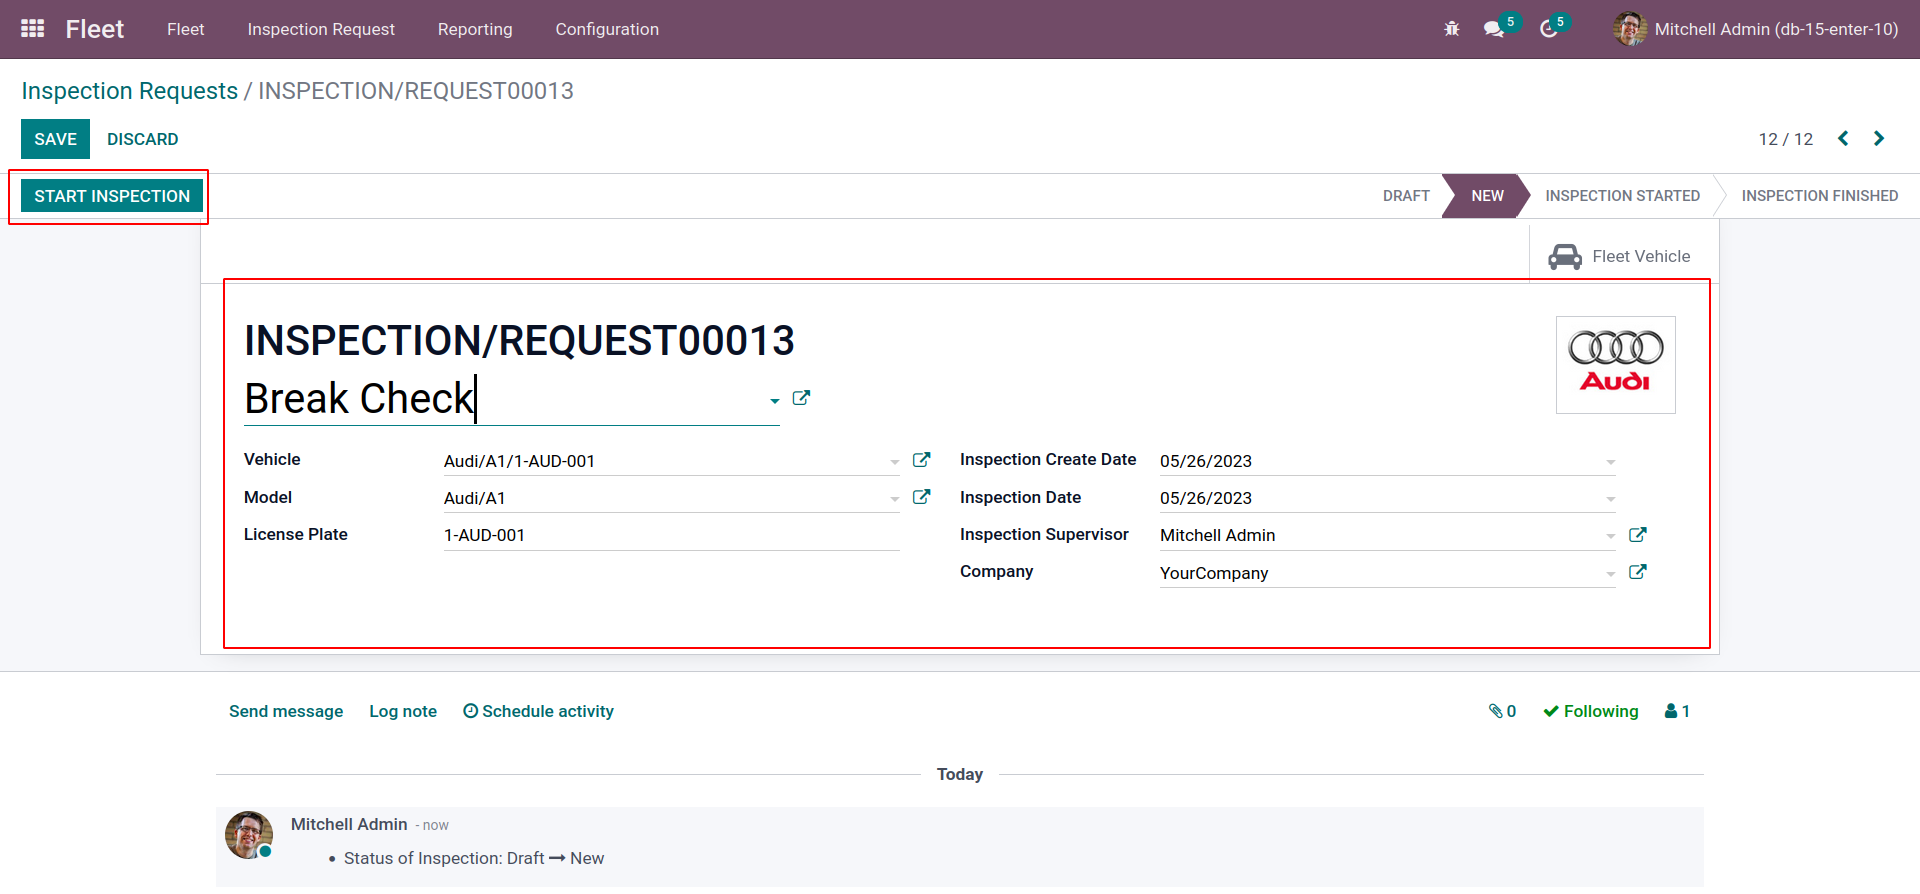 Fleet Fleet Inspection Request Reporting Configuration 5 5 Mitchell Admin (db-15-enter-10)
Inspection Requests / INSPECTION/REQUEST00013
SAVE DISCARD 12 / 12
START INSPECTION DRAFT NEW INSPECTION STARTED INSPECTION FINISHED
Fleet Vehicle
INSPECTION/REQUEST00013
Audi
Break Check
Vehicle Audi/A1/1-AUD-001 Inspection Create Date 05/26/2023
Model Audi/A1 Inspection Date 05/26/2023
License Plate 1-AUD-001 Inspection Supervisor Mitchell Admin
Company YourCompany
Send message Log note Schedule activity 0 Following 1
Today
Mitchell Admin - now
• Status of Inspection: Draft → New